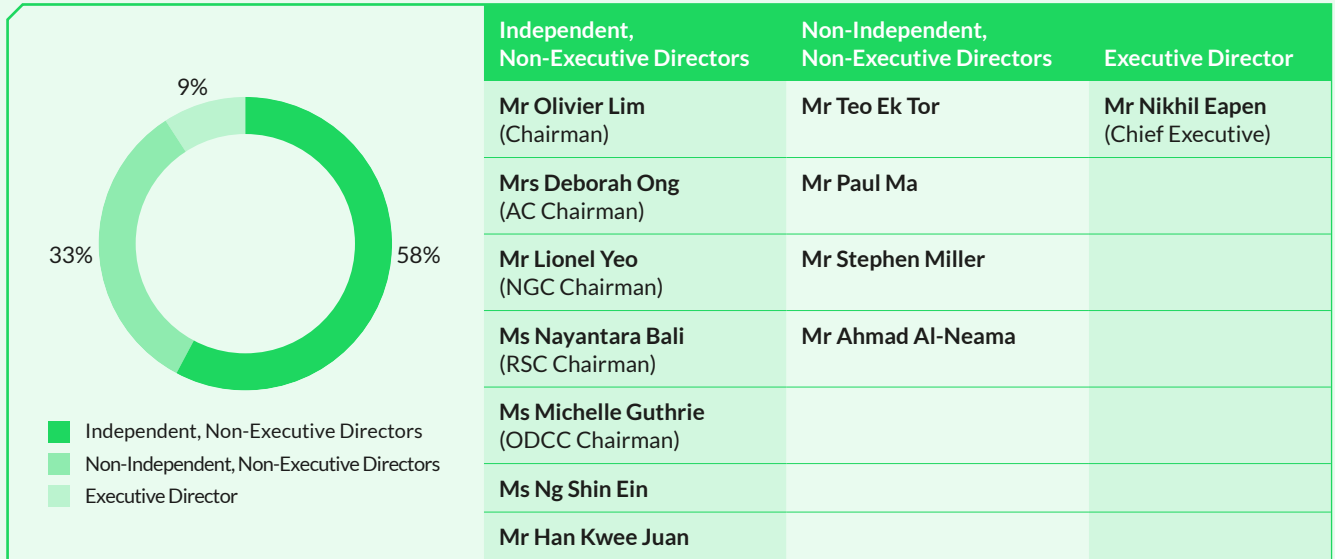 9%
33%
58%
Independent, Non-Executive Directors
Non-Independent, Non-Executive Directors
Executive Director
Independent,
Non-Executive Directors
Non-Independent,
Non-Executive Directors
Executive Director
Mr Olivier Lim
(Chairman)
Mr Teo Ek Tor
Mr Nikhil Eapen
(Chief Executive)
Mrs Deborah Ong
(AC Chairman)
Mr Paul Ma
Mr Lionel Yeo
(NGC Chairman)
Mr Stephen Miller
Ms Nayantara Bali
(RSC Chairman)
Mr Ahmad Al-Neama
Ms Michelle Guthrie
(ODCC Chairman)
Ms Ng Shin Ein
Mr Han Kwee Juan